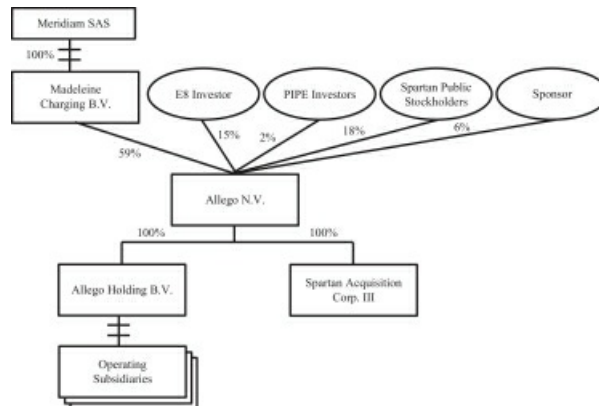 Meridiam SAS
100%
Madeleine
Charging B.V.
E8 Investor
PIPE Investors
Spartan Public
Stockholders
Sponsor
59%
15%
2%
18%
6%
Allego N.V.
100%
100%
Allego Holding B.V.
Spartan Acquisition
Corp. III
Operating
Subsidiaries